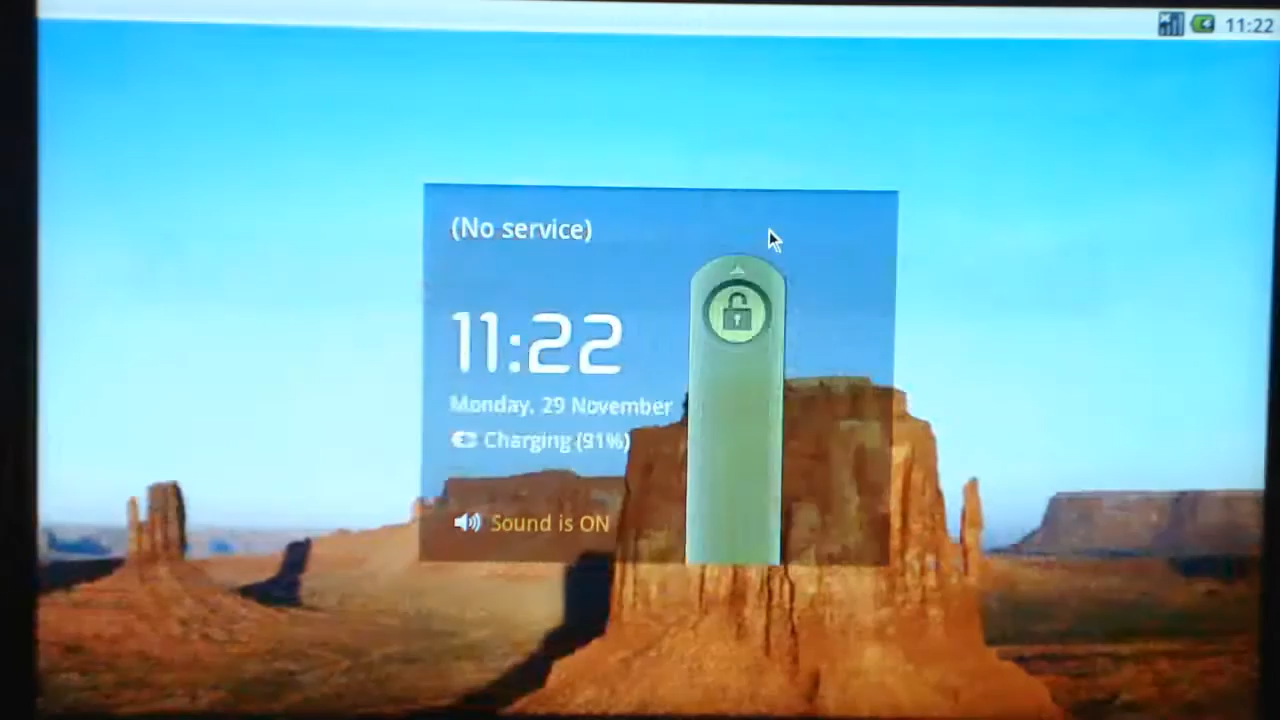 11:22
(No service)
11:22
Monday, 29 November
Charging (91%)
Sound is ON